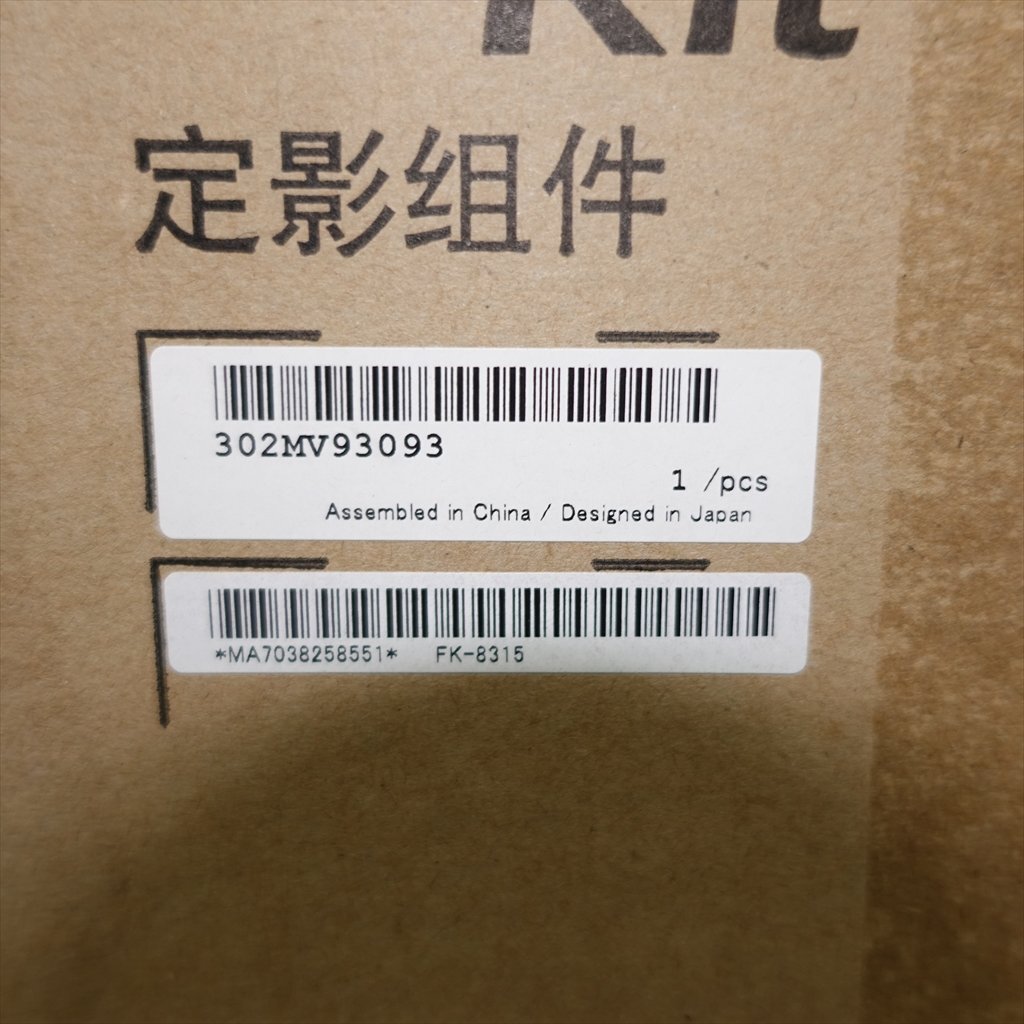 Kit
定影组件
302MV93093
1 /pcs
Assembled in China / Designed in Japan
*MA7038258551* FK-8315